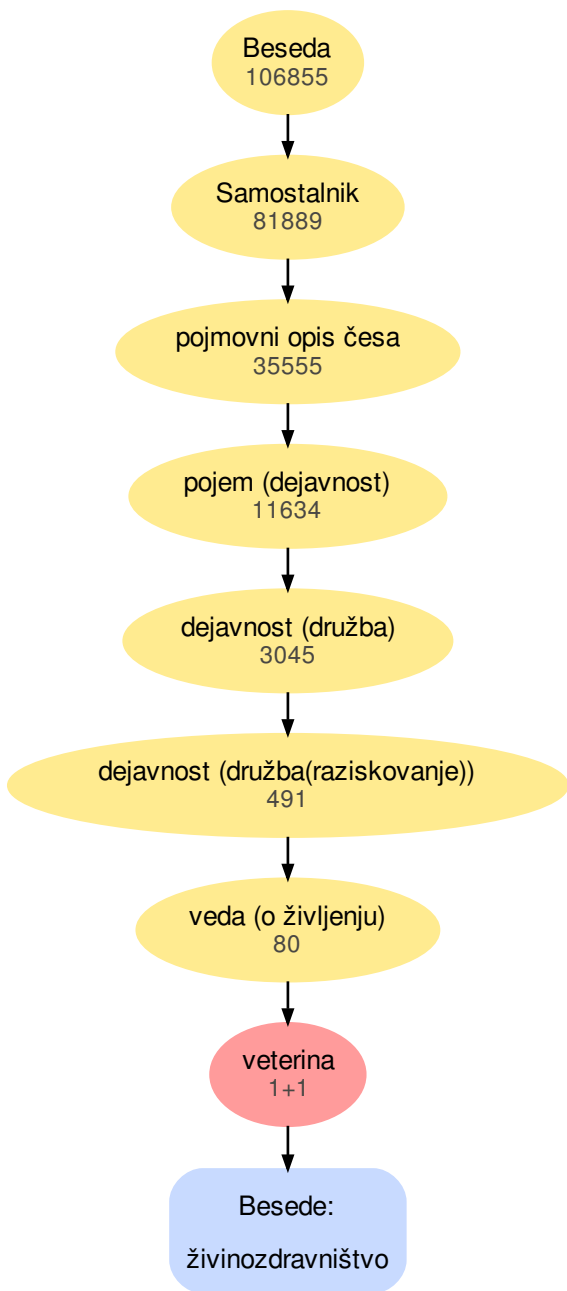 Beseda
106855
Samostalnik
81889
pojmovni opis česa
35555
pojem (dejavnost)
11634
dejavnost (družba)
3045
dejavnost (družba(raziskovanje))
491
veda (o življenju)
80
veterina
1+1
Besede:
živinozdravništvo